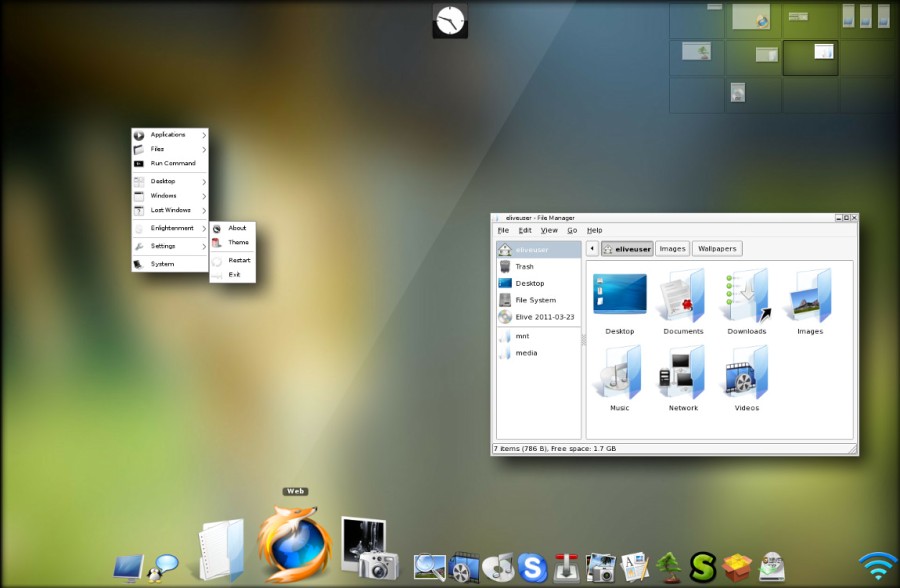 Applications
Files
Run Command
Desktop
Windows
Lost Windows
Enlightenment
Settings
System
About
Theme
Restart
Exit
eliveuser - File Manager
File Edit View Go Help
eliveuser
Trash
Desktop
File System
Elive 2011-03-23
mnt
media
eliveuser Images Wallpapers
Desktop Documents Downloads Images
Music Network Videos
7 items (786 B), Free space: 1.7 GB
Web